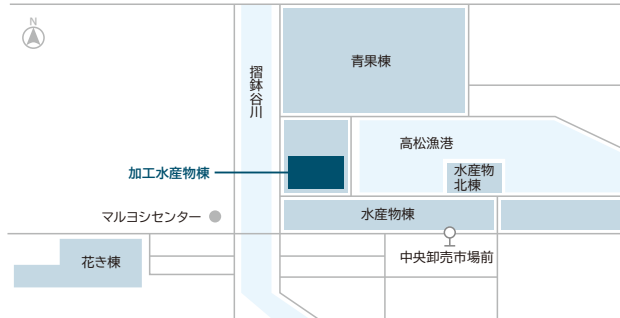 N
青果棟
摺鉢谷川
高松漁港
加工水産物棟
水産物
北棟
マルヨシセンター
水産物棟
花き棟
中央卸売市場前